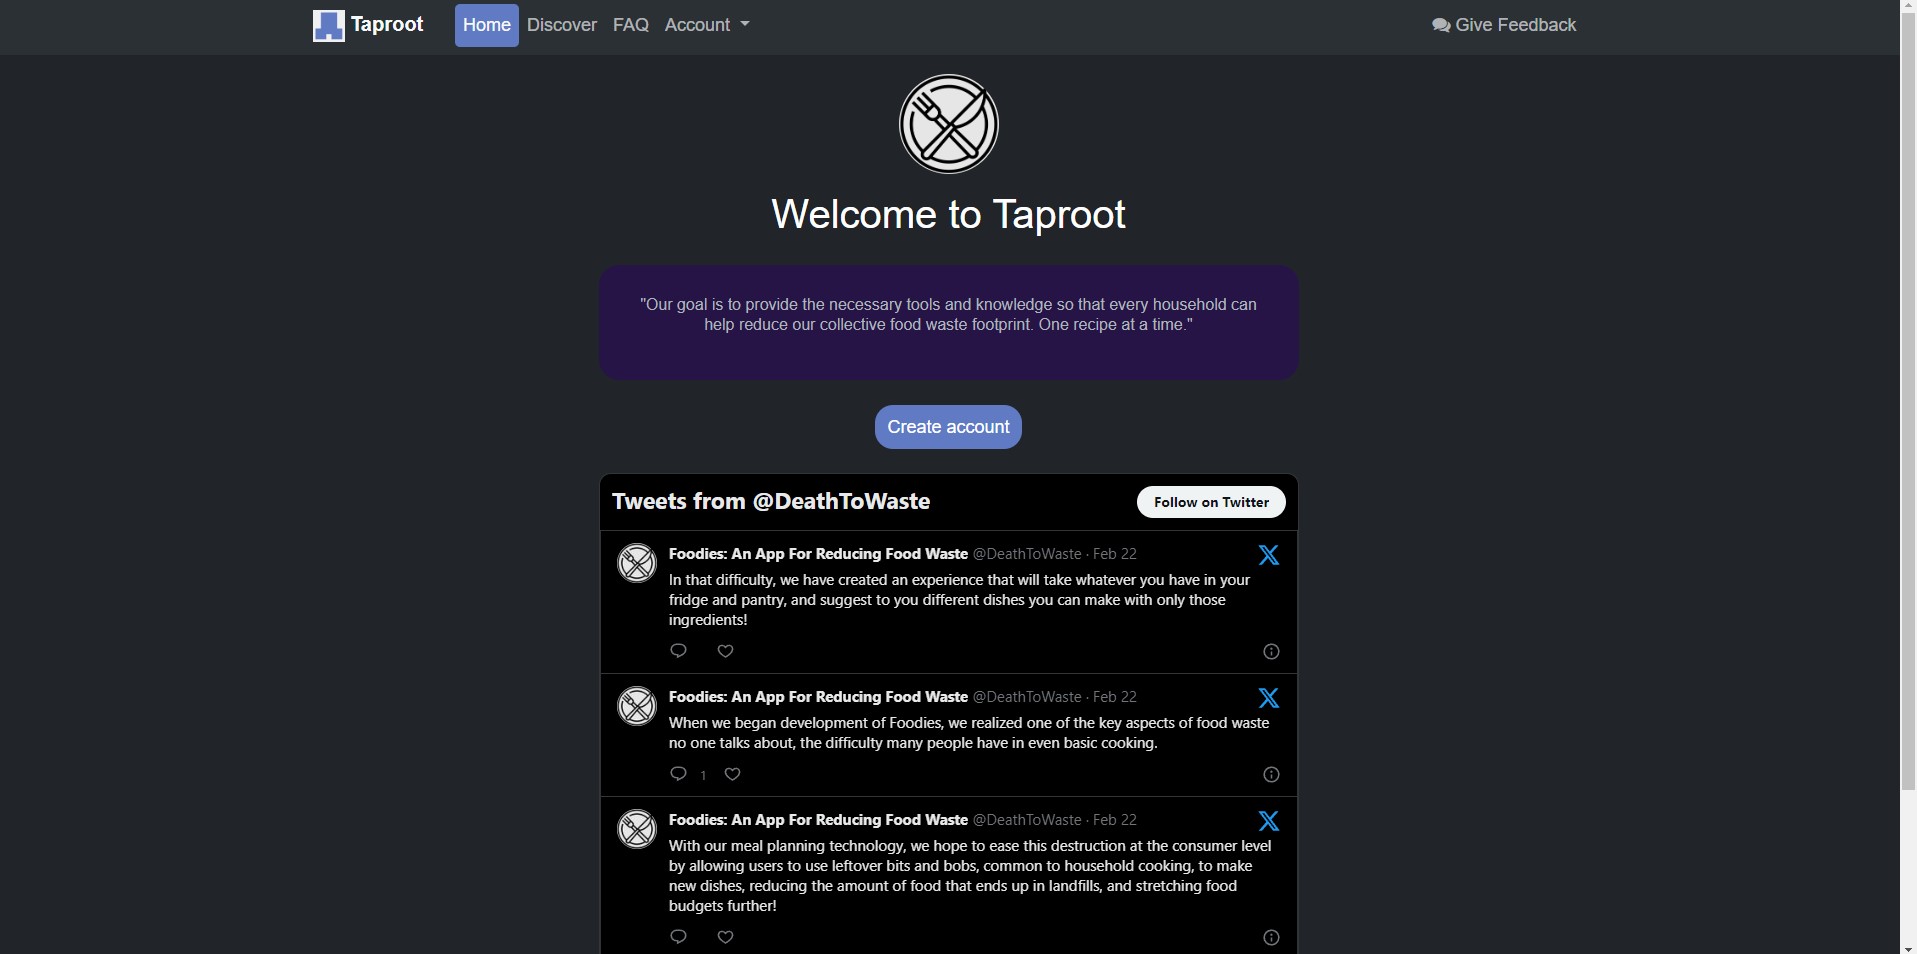 Taproot Home Discover FAQ Account Give Feedback
Welcome to Taproot
"Our goal is to provide the necessary tools and knowledge so that every household can
help reduce our collective food waste footprint. One recipe at a time."
Create account
Tweets from @DeathToWaste Follow on Twitter
Foodies: An App For Reducing Food Waste @DeathToWaste · Feb 22
In that difficulty, we have created an experience that will take whatever you have in your
fridge and pantry, and suggest to you different dishes you can make with only those
ingredients!
Foodies: An App For Reducing Food Waste @DeathToWaste · Feb 22
When we began development of Foodies, we realized one of the key aspects of food waste
no one talks about, the difficulty many people have in even basic cooking.
1
Foodies: An App For Reducing Food Waste @DeathToWaste · Feb 22
With our meal planning technology, we hope to ease this destruction at the consumer level
by allowing users to use leftover bits and bobs, common to household cooking, to make
new dishes, reducing the amount of food that ends up in landfills, and stretching food
budgets further!